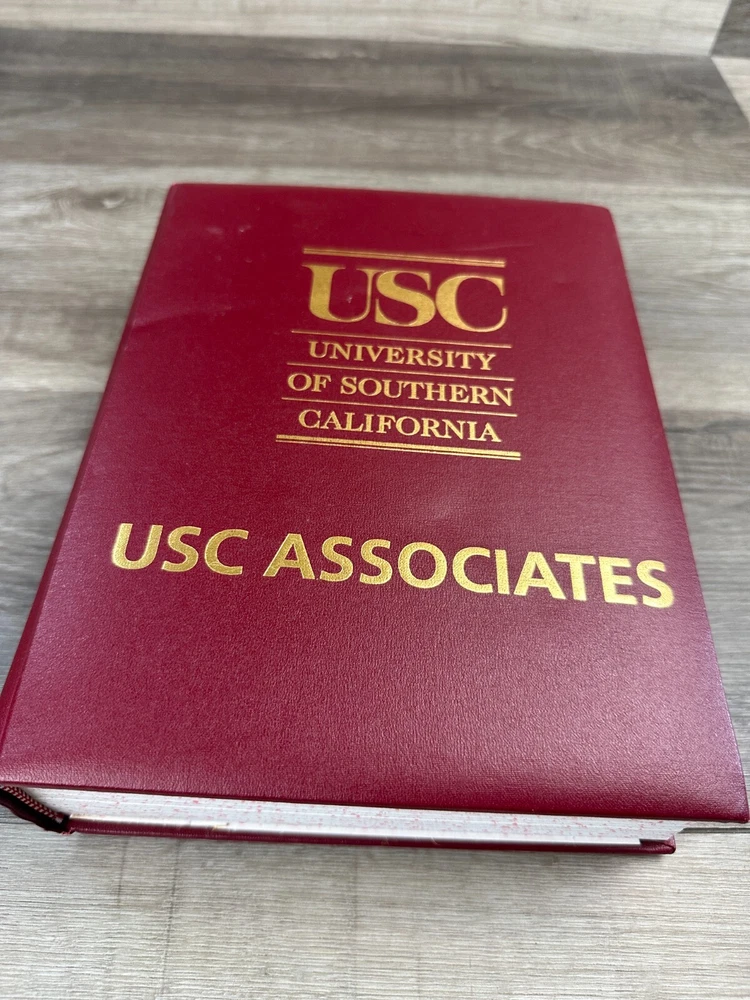 USC
UNIVERSITY
OF SOUTHERN
CALIFORNIA
USC ASSOCIATES